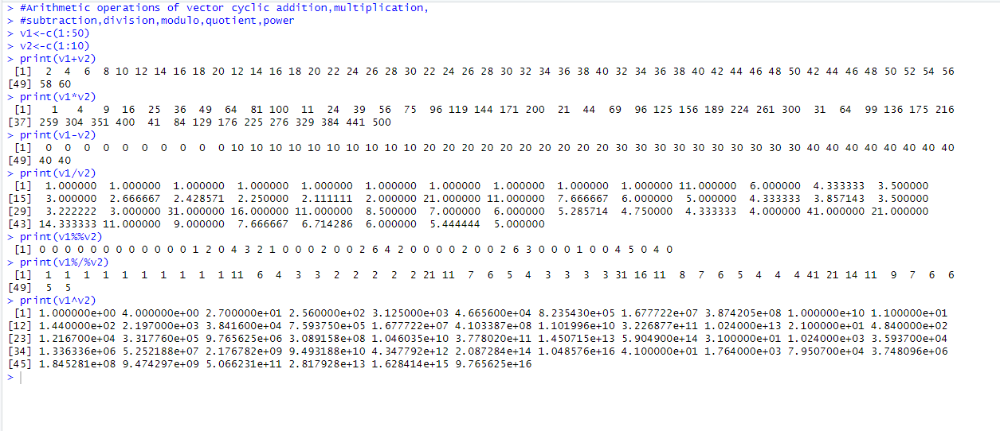 > #Arithmetic operations of vector cyclic addition,multiplication,
> #subtraction,division,modulo,quotient,power
> v1<-c(1:50)
> v2<-c(1:10)
> print(v1+v2)
 [1]  2  4  6  8 10 12 14 16 18 20 12 14 16 18 20 22 24 26 28 30 22 24 26 28 30 32 34 36 38 40 32 34 36 38 40 42 44 46 48 50 42 44 46 48 50 52 54 56
[49] 58 60
> print(v1*v2)
 [1]   1   4   9  16  25  36  49  64  81 100  11  24  39  56  75  96 119 144 171 200  21  44  69  96 125 156 189 224 261 300  31  64  99 136 175 216
[37] 259 304 351 400  41  84 129 176 225 276 329 384 441 500
> print(v1-v2)
 [1]  0  0  0  0  0  0  0  0  0  0 10 10 10 10 10 10 10 10 10 10 20 20 20 20 20 20 20 20 20 20 30 30 30 30 30 30 30 30 30 30 40 40 40 40 40 40 40 40
[49] 40 40
> print(v1/v2)
 [1]  1.000000  1.000000  1.000000  1.000000  1.000000  1.000000  1.000000  1.000000  1.000000  1.000000 11.000000  6.000000  4.333333  3.500000
[15]  3.000000  2.666667  2.428571  2.250000  2.111111  2.000000 21.000000 11.000000  7.666667  6.000000  5.000000  4.333333  3.857143  3.500000
[29]  3.222222  3.000000 31.000000 16.000000 11.000000  8.500000  7.000000  6.000000  5.285714  4.750000  4.333333  4.000000 41.000000 21.000000
[43] 14.333333 11.000000  9.000000  7.666667  6.714286  6.000000  5.444444  5.000000
> print(v1%%v2)
 [1] 0 0 0 0 0 0 0 0 0 0 0 0 1 2 0 4 3 2 1 0 0 0 2 0 0 2 6 4 2 0 0 0 0 2 0 0 2 6 3 0 0 0 1 0 0 4 5 0 4 0
> print(v1%/%v2)
 [1]  1  1  1  1  1  1  1  1  1  1 11  6  4  3  3  2  2  2  2  2 21 11  7  6  5  4  3  3  3  3 31 16 11  8  7  6  5  4  4  4 41 21 14 11  9  7  6  6
[49]  5  5
> print(v1^v2)
 [1] 1.000000e+00 4.000000e+00 2.700000e+01 2.560000e+02 3.125000e+03 4.665600e+04 8.235430e+05 1.677722e+07 3.874205e+08 1.000000e+10 1.100000e+01
[12] 1.440000e+02 2.197000e+03 3.841600e+04 7.593750e+05 1.677722e+07 4.103387e+08 1.101996e+10 3.226877e+11 1.024000e+13 2.100000e+01 4.840000e+02
[23] 1.216700e+04 3.317760e+05 9.765625e+06 3.089158e+08 1.046035e+10 3.778020e+11 1.450715e+13 5.904900e+14 3.100000e+01 1.024000e+03 3.593700e+04
[34] 1.336336e+06 5.252188e+07 2.176782e+09 9.493188e+10 4.347792e+12 2.087284e+14 1.048576e+16 4.100000e+01 1.764000e+03 7.950700e+04 3.748096e+06
[45] 1.845281e+08 9.474297e+09 5.066231e+11 2.817928e+13 1.628414e+15 9.765625e+16
>